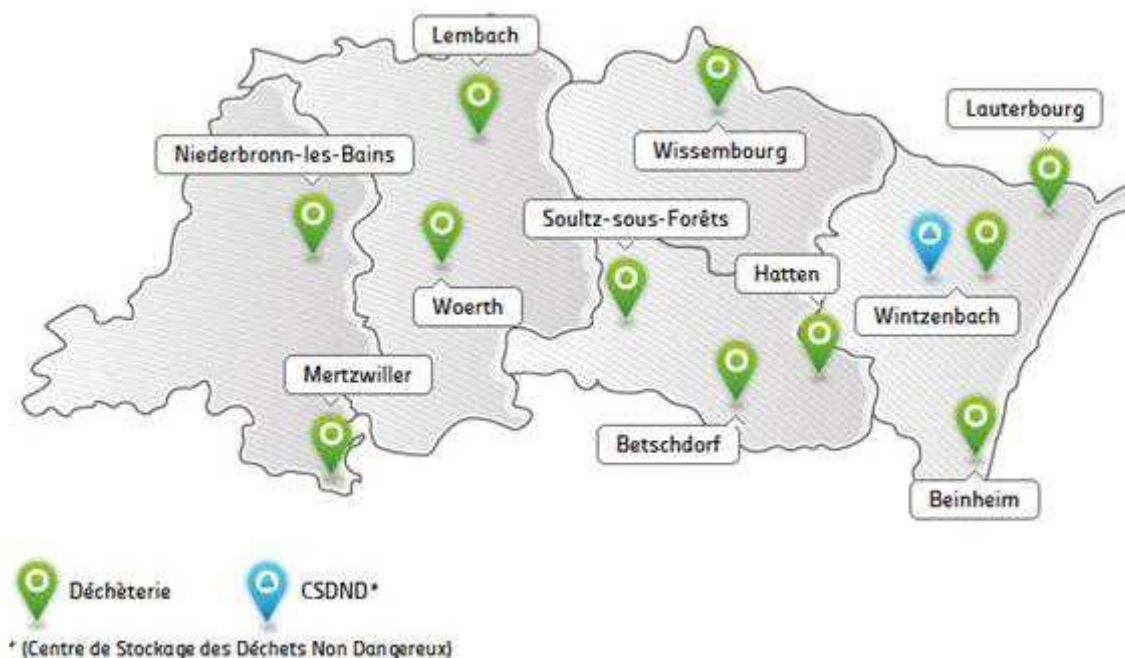 Lembach
Lauterbourg
Niederbronn-les-Bains
Wissembourg
Soultz-sous-Forêts
Hatten
Woerth
Wintzenbach
Mertzwiller
Betschdorf
Beinheim
Déchèterie
CSDND*
* (Centre de Stockage des Déchets Non Dangereux)